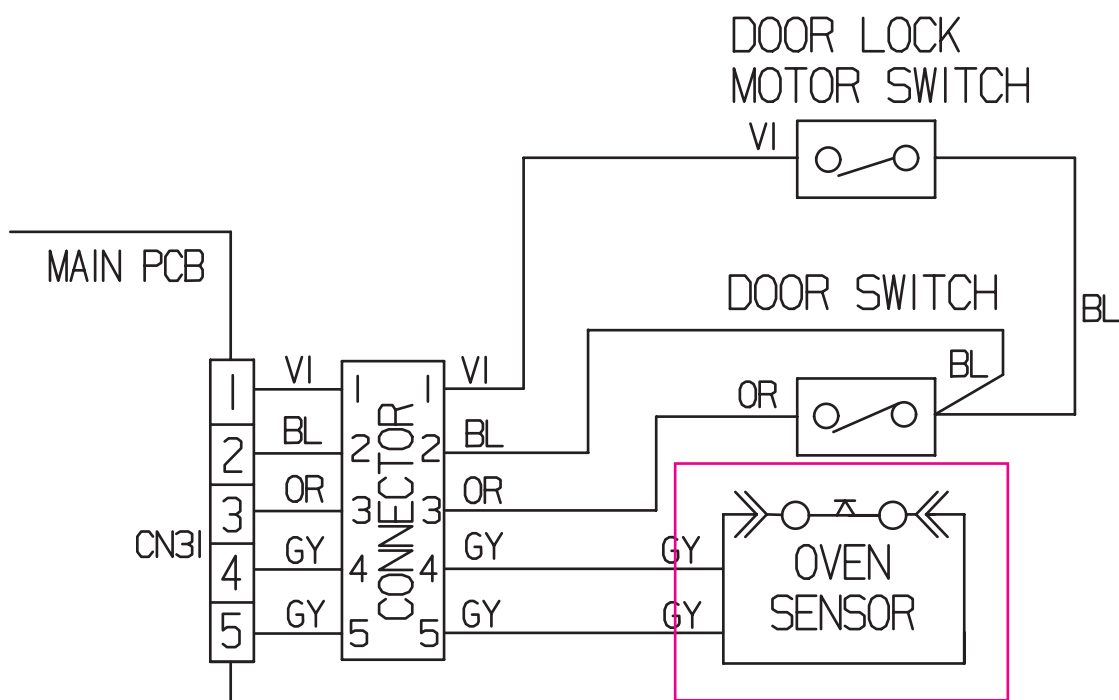 DOOR LOCK
MOTOR SWITCH
VI
MAIN PCB
DOOR SWITCH
BL
VI
VI
BL
OR
1
1
1
BL
BL
2
2
2
OR
OR
3
3
3
CN31
GY
GY
GY
4
4
4
GY
GY
GY
5
5
5
CONNECTOR
OVEN
SENSOR